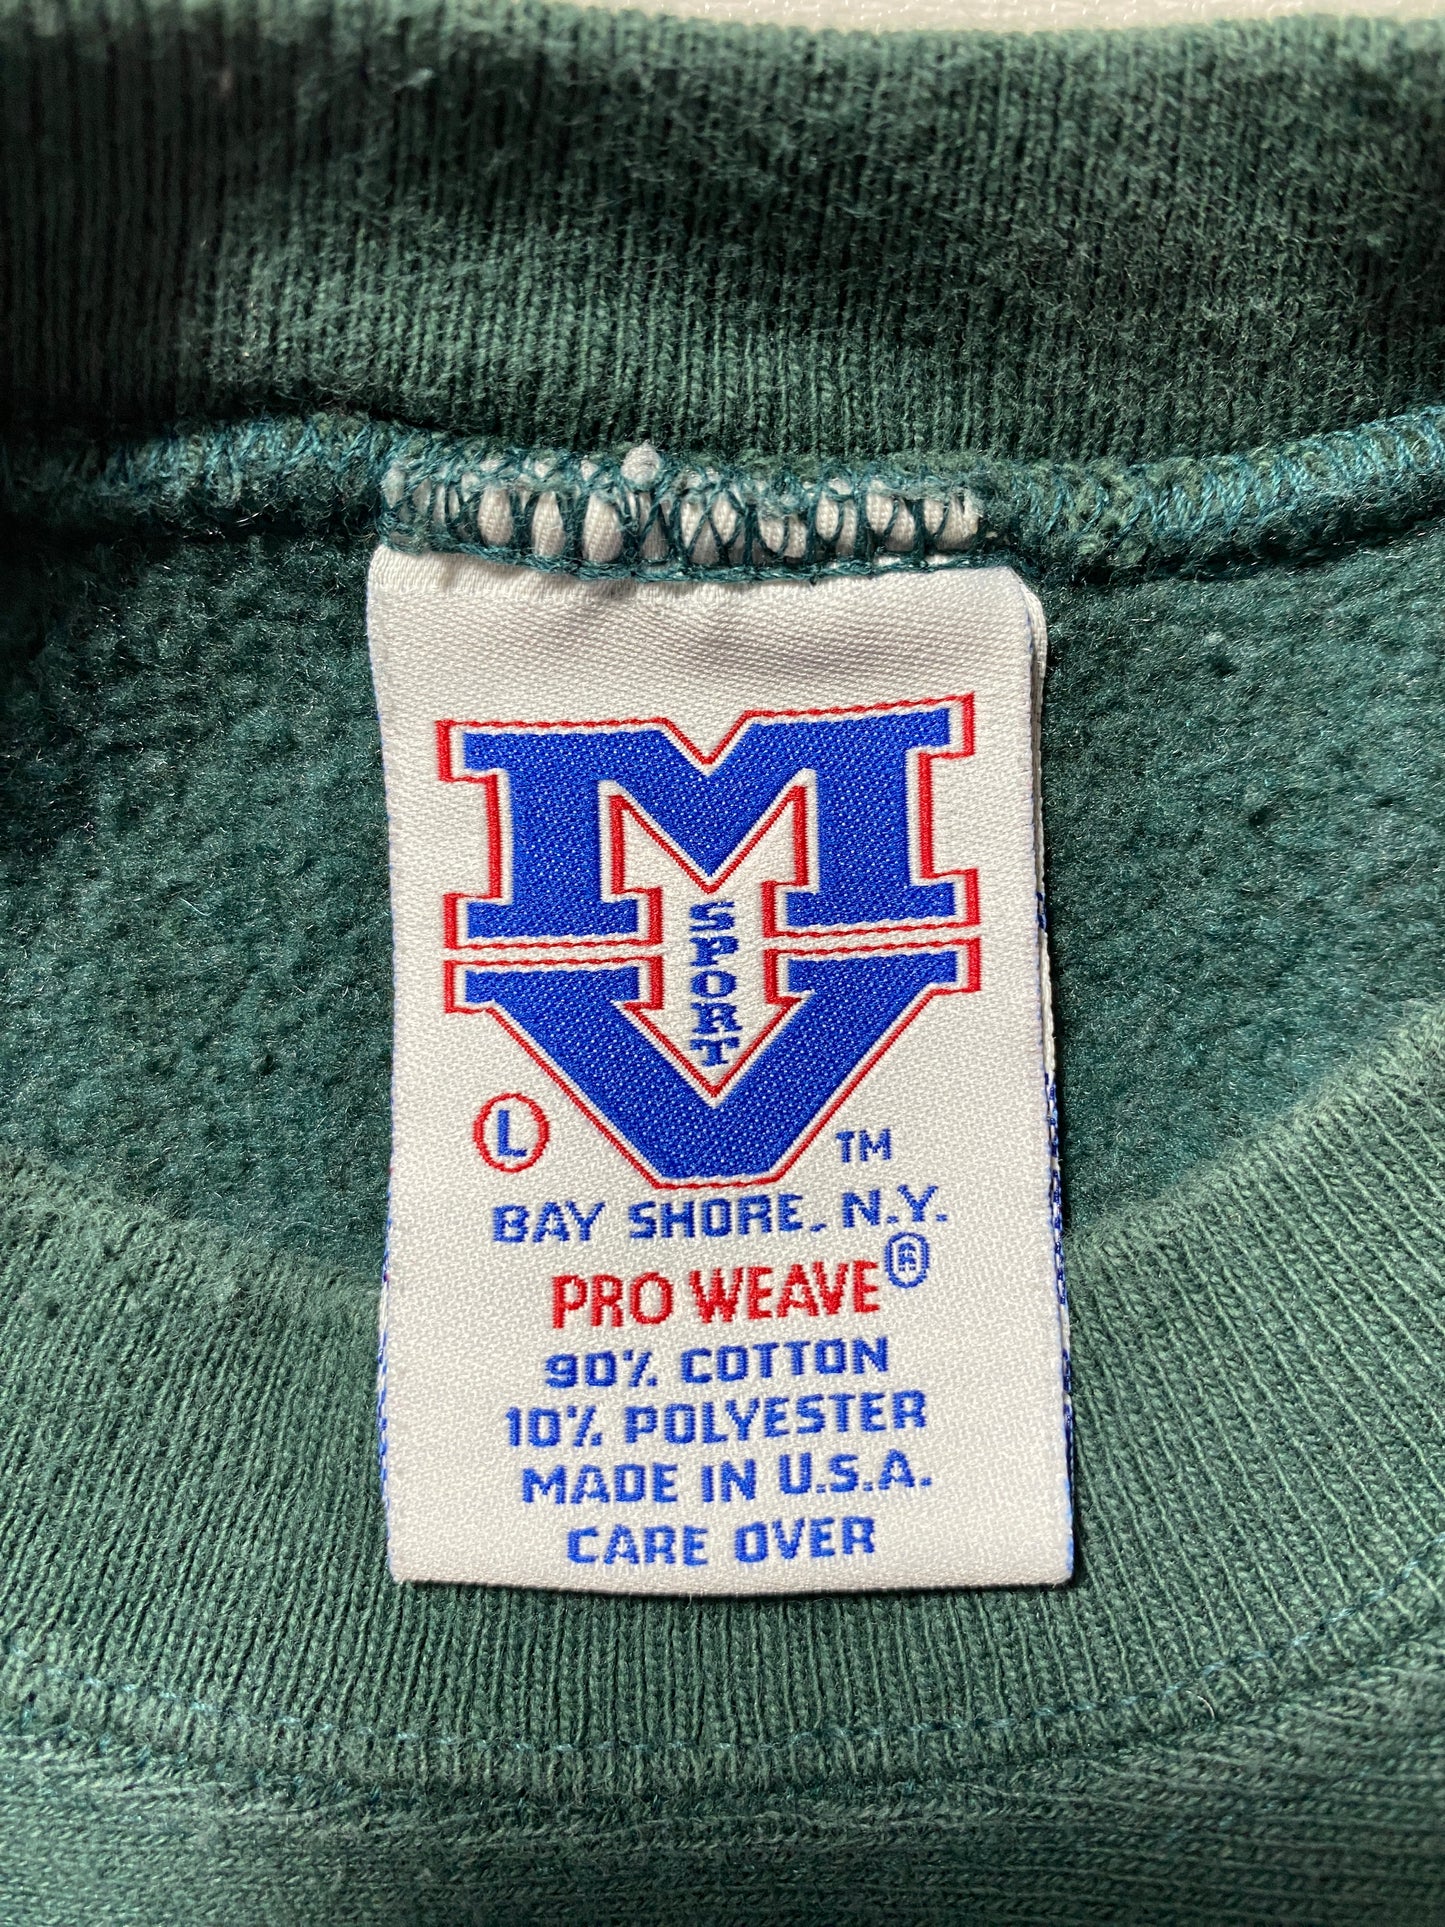 MV
SPORT
L
TM
BAY SHORE, N.Y.
PRO WEAVE®
90% COTTON
10% POLYESTER
MADE IN U.S.A.
CARE OVER